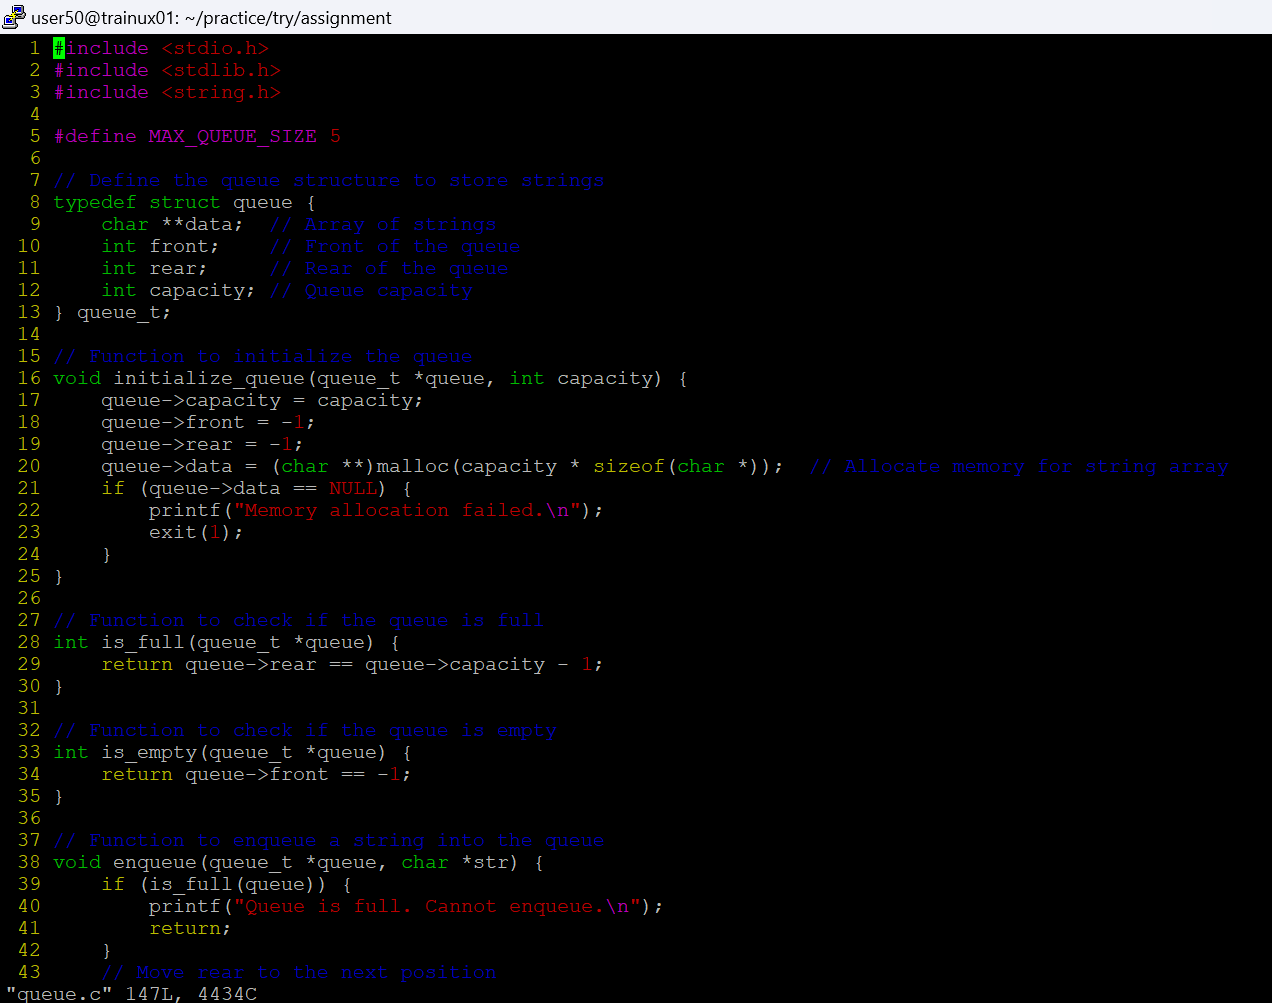 user50@trainux01: ~/practice/try/assignment
1 #include <stdio.h>
2 #include <stdlib.h>
3 #include <string.h>
4
5 #define MAX_QUEUE_SIZE 5
6
7 // Define the queue structure to store strings
8 typedef struct queue {
9     char **data;  // Array of strings
10     int front;    // Front of the queue
11     int rear;     // Rear of the queue
12     int capacity; // Queue capacity
13 } queue_t;
14
15 // Function to initialize the queue
16 void initialize_queue(queue_t *queue, int capacity) {
17     queue->capacity = capacity;
18     queue->front = -1;
19     queue->rear = -1;
20     queue->data = (char **)malloc(capacity * sizeof(char *));  // Allocate memory for string array
21     if (queue->data == NULL) {
22         printf("Memory allocation failed.\n");
23         exit(1);
24     }
25 }
26
27 // Function to check if the queue is full
28 int is_full(queue_t *queue) {
29     return queue->rear == queue->capacity - 1;
30 }
31
32 // Function to check if the queue is empty
33 int is_empty(queue_t *queue) {
34     return queue->front == -1;
35 }
36
37 // Function to enqueue a string into the queue
38 void enqueue(queue_t *queue, char *str) {
39     if (is_full(queue)) {
40         printf("Queue is full. Cannot enqueue.\n");
41         return;
42     }
43     // Move rear to the next position
"queue.c" 147L, 4434C